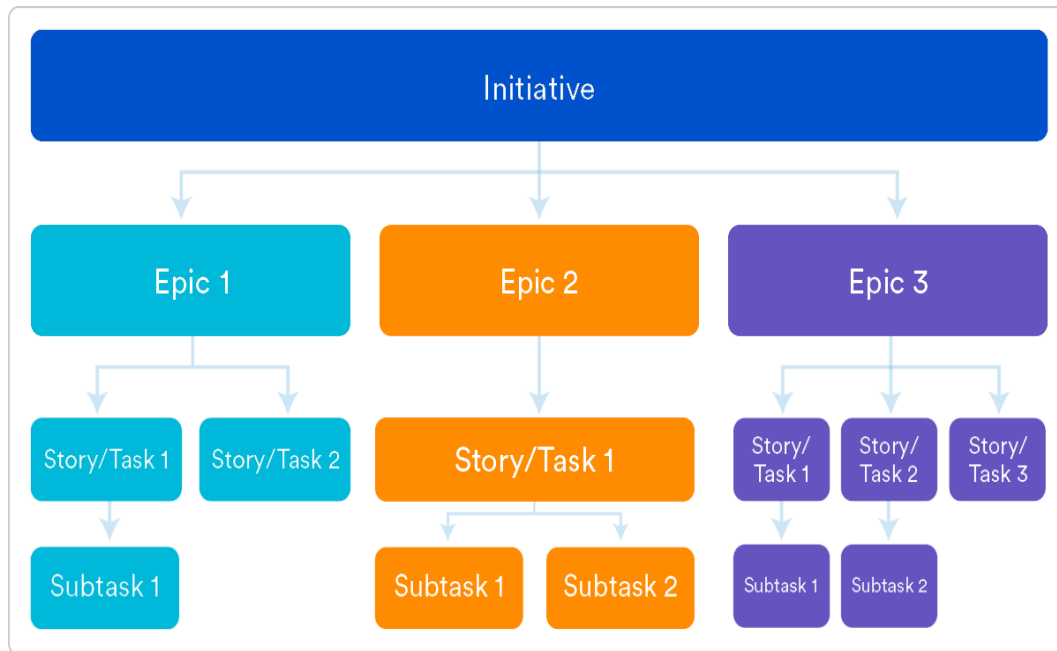 Initiative
Epic 1
Epic 2
Epic 3
Story/Task 1
Story/Task 2
Story/Task 1
Story/
Task 1
Story/
Task 2
Story/
Task 3
Subtask 1
Subtask 1
Subtask 2
Subtask 1
Subtask 2